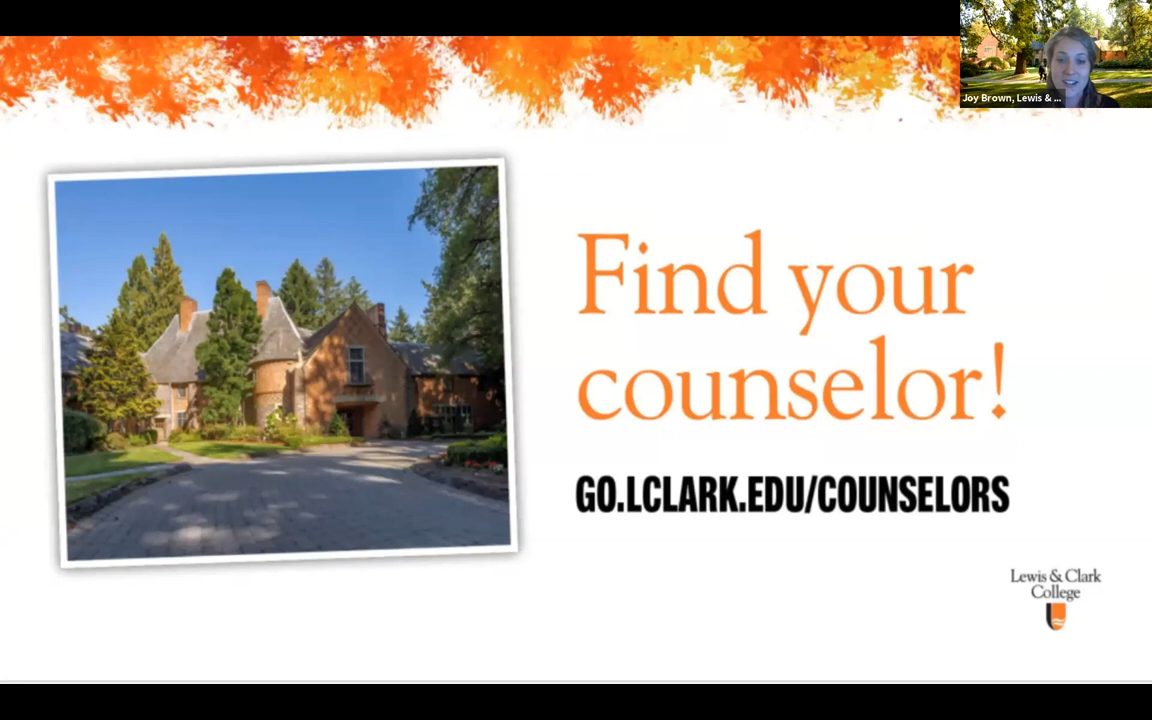 Joy Brown, Lewis & ...
Find your
counselor!
GO.LCLARK.EDU/COUNSELORS
Lewis & Clark
College